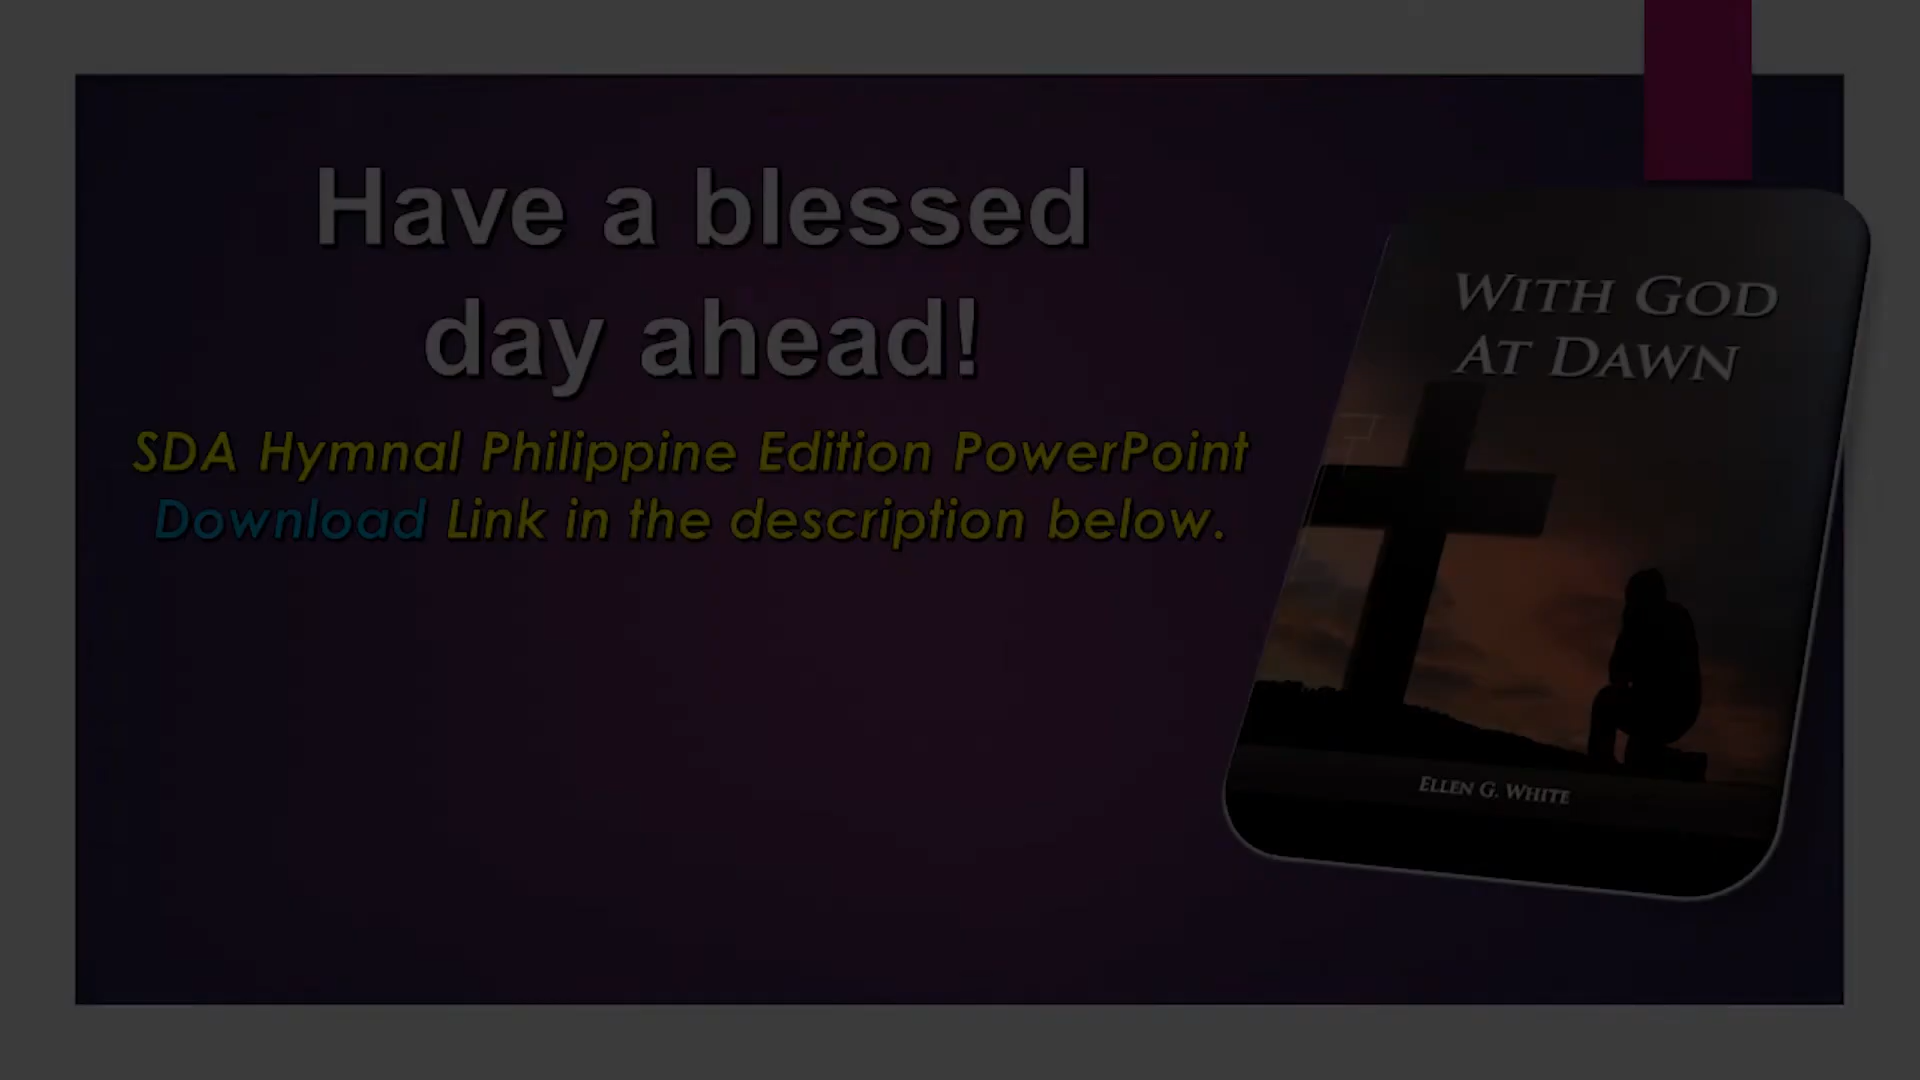 Have a blessed
day ahead!
SDA Hymnal Philippine Edition PowerPoint
Download Link in the description below.
WITH GOD
AT DAWN
ELLEN G. WHITE